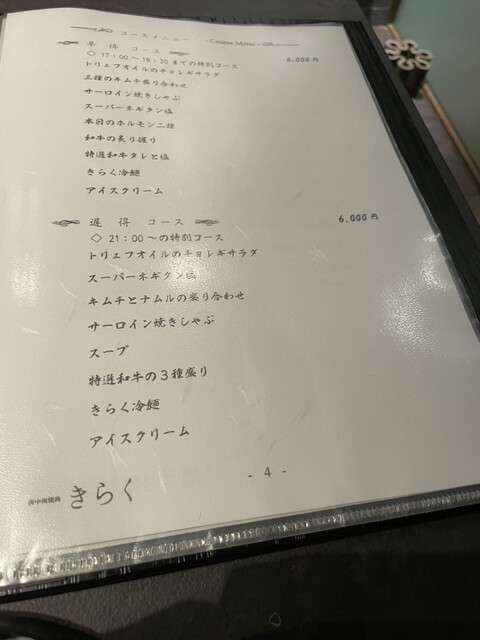 コースメニュー -Course Menu-
早 得 コース 6,000円
◇ 17:00～18:30までの特別コース
トリュフオイルのチョレギサラダ
三種のキムチ盛り合わせ
サーロイン焼きしゃぶ
スーパーネギタン塩
本日のホルモン二種
和牛の炙り握り
特選和牛タレと塩
きらく冷麺
アイスクリーム
遅 得 コース 6,000円
◇ 21:00～の特別コース
トリュフオイルのチョレギサラダ
スーパーネギタン塩
キムチとナムルの盛り合わせ
サーロイン焼きしゃぶ
スープ
特選和牛の3種盛り
きらく冷麺
アイスクリーム
きらく
- 4 -